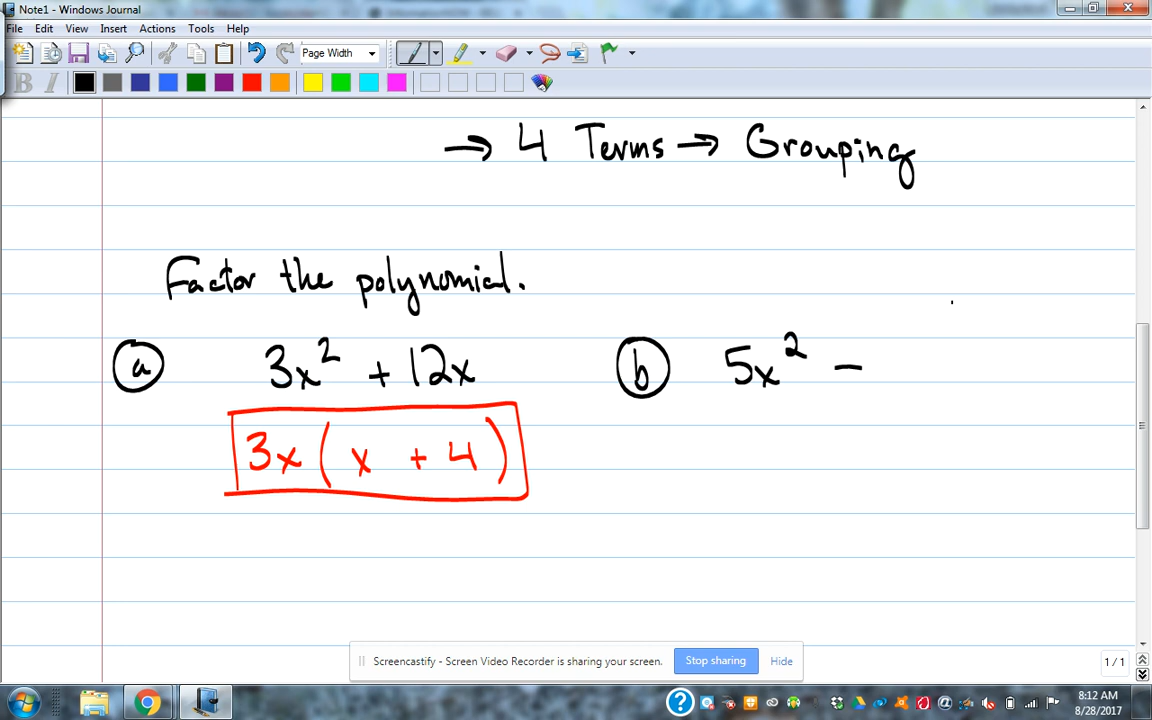 Note1 - Windows Journal
File Edit View Insert Actions Tools Help
Page Width
B I
→ 4 Terms → Grouping
Factor the polynomial.
a 3x² + 12x b 5x² −
3x ( x + 4 )
Screencastify - Screen Video Recorder is sharing your screen. Stop sharing Hide
1 / 1
8:12 AM
8/28/2017